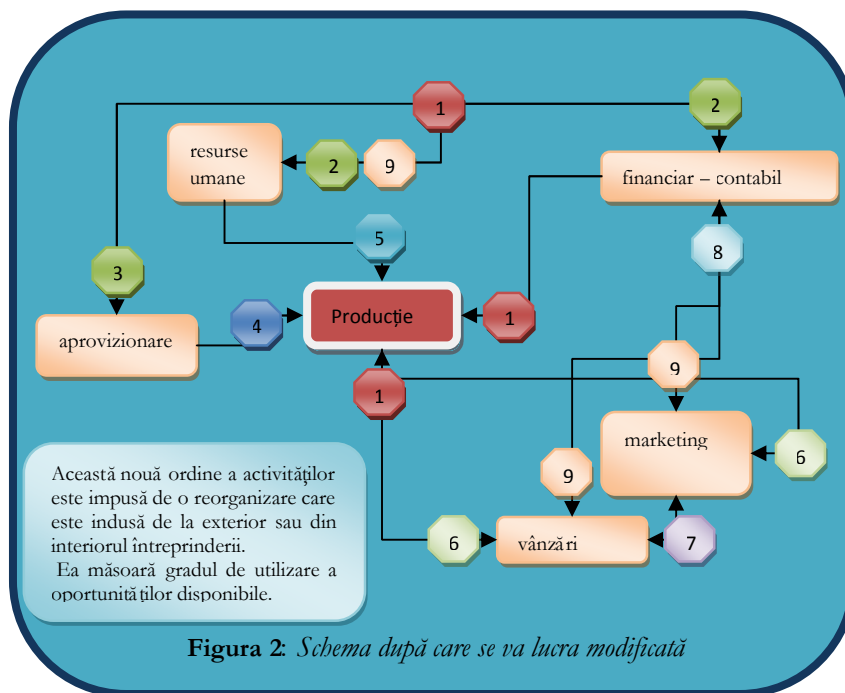 1
2
resurse
umane
2
9
financiar – contabil
5
8
3
Producție
1
4
aprovizionare
9
1
marketing
6
Această nouă ordine a activităţilor
este impusă de o reorganizare care
este indusă de la exterior sau din
interiorul întreprinderii.
Ea măsoară gradul de utilizare a
oportunităţilor disponibile.
9
6
vânzări
7
Figura 2: Schema după care se va lucra modificată